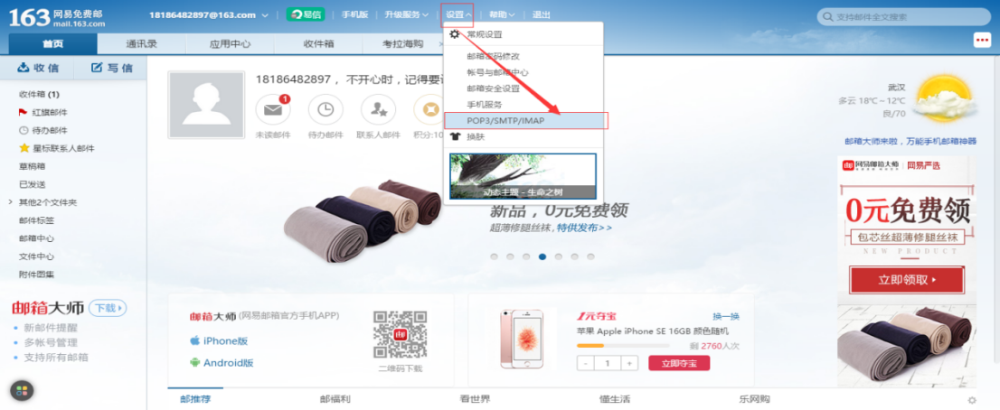 163 网易免费邮
mail.163.com
18186482897@163.com
易信
手机版
升级服务
设置
帮助
退出
支持邮件全文搜索
首页
通讯录
应用中心
收件箱
考拉海购
常规设置
邮箱密码修改
帐号与邮箱中心
邮箱安全设置
手机服务
POP3/SMTP/IMAP
换肤
动态主题 - 生命之树
收信
写信
收件箱 (1)
红旗邮件
待办邮件
星标联系人邮件
草稿箱
已发送
其他2个文件夹
邮件标签
邮箱中心
文件中心
附件图集
邮箱大师
下载
新邮件提醒
多帐号管理
支持所有邮箱
18186482897， 不开心时，记得要
1
未读邮件
待办邮件
联系人邮件
积分:10
武汉
多云 18℃~12℃
良/70
邮箱大师来啦，万能手机邮箱神器
新品，0元免费领
超薄修腿丝袜,特供发布>>
网易邮箱大师
网易严选
0元免费领
包芯丝超薄修腿丝袜
NEW PRODUCT
立即领取
邮箱大师 (网易邮箱官方手机APP)
iPhone版
Android版
二维码下载
1元夺宝
换一换
苹果 Apple iPhone SE 16GB 颜色随机
剩 2760人次
- 1 +
立即夺宝
邮推荐
邮福利
看世界
懂生活
乐网购